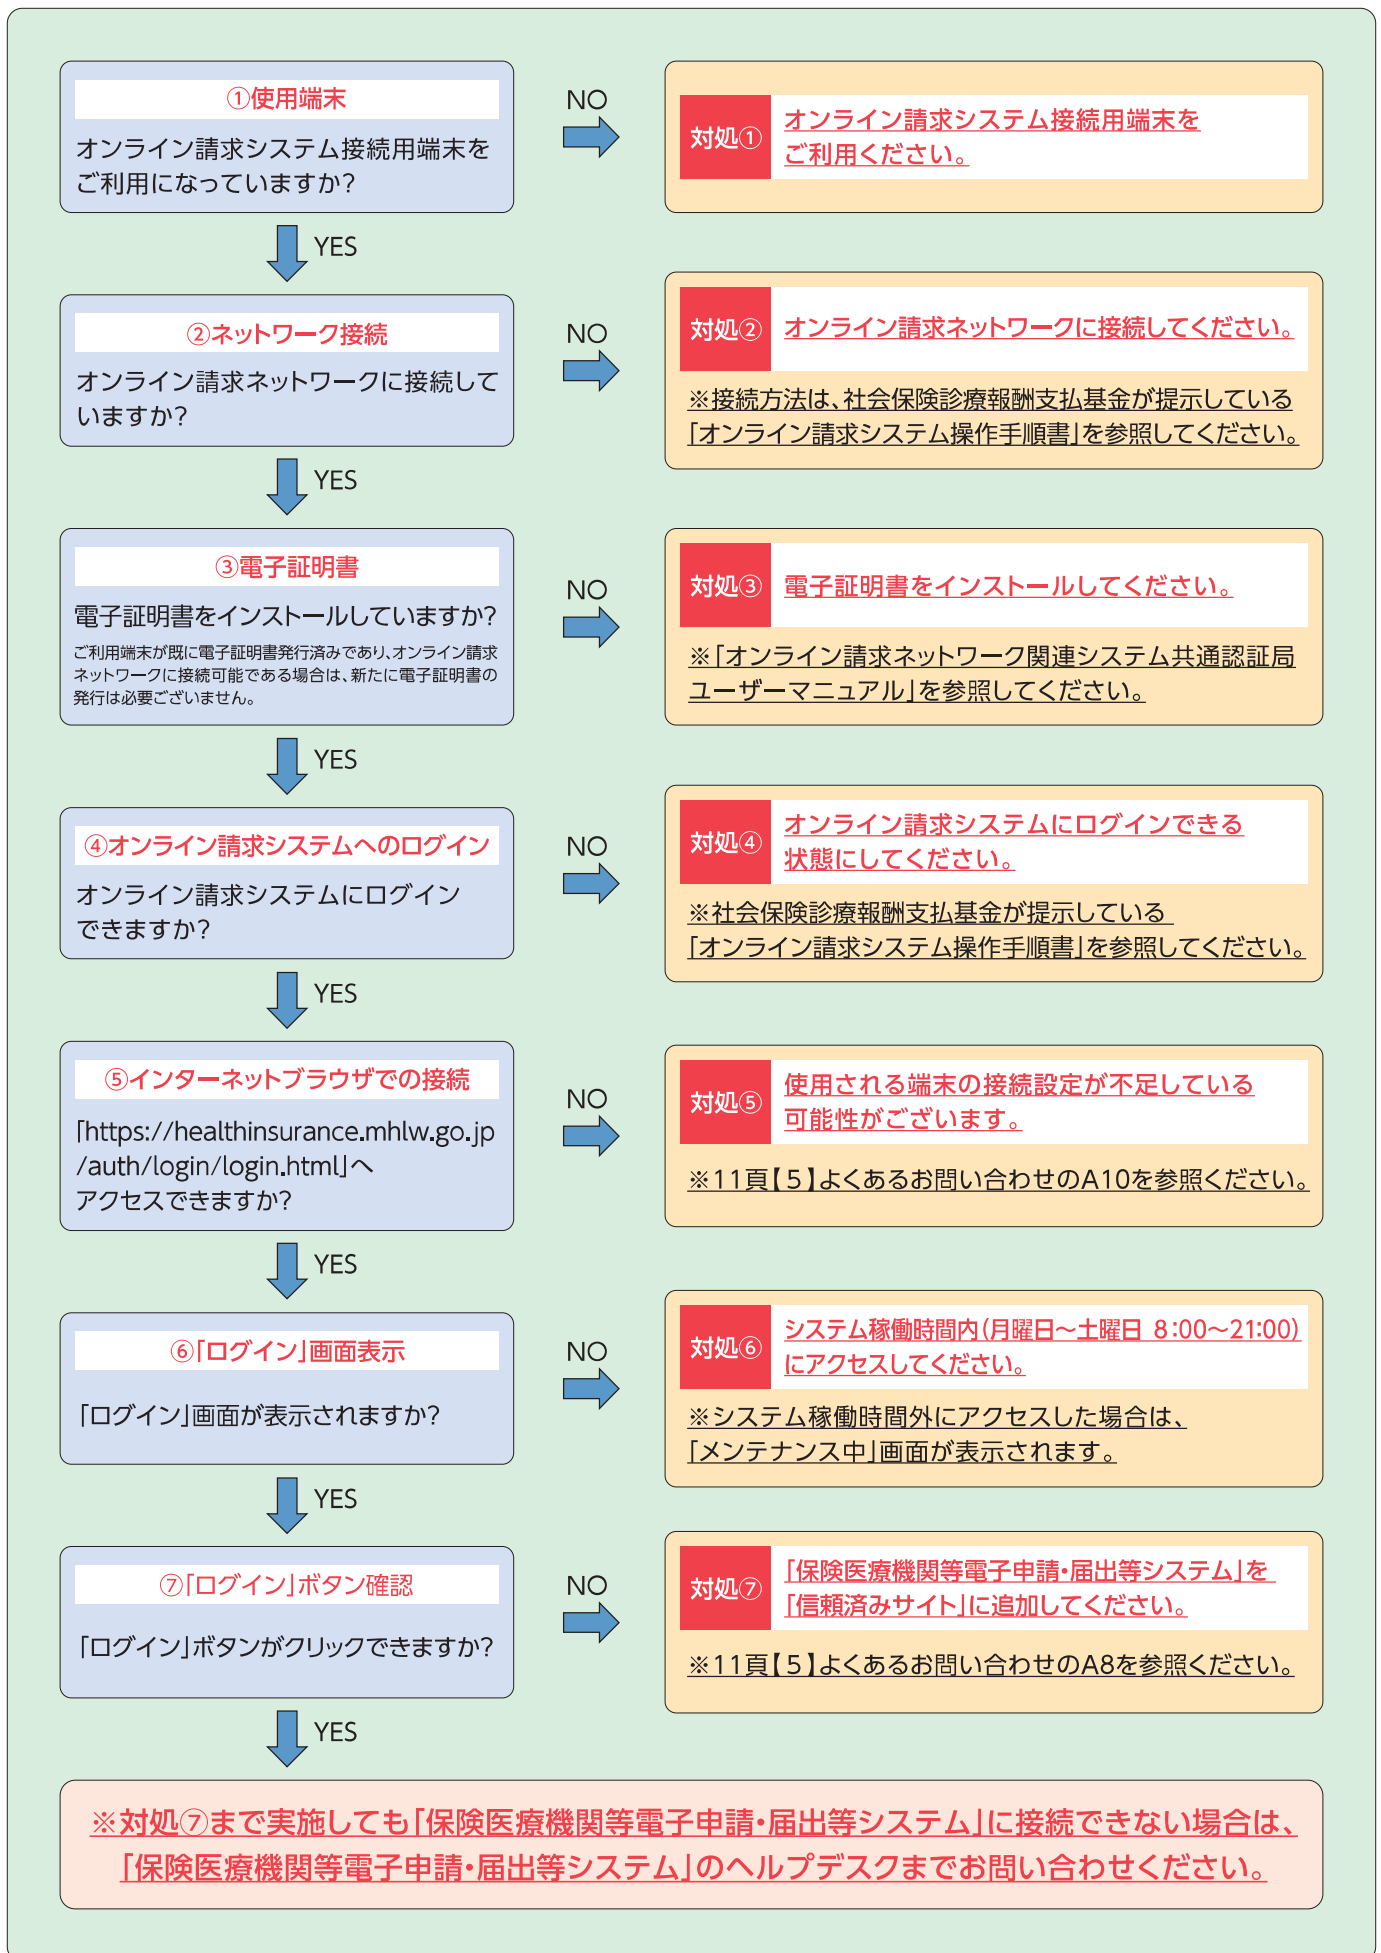 ①使用端末
オンライン請求システム接続用端末を
ご利用になっていますか?
NO
対処①
オンライン請求システム接続用端末を
ご利用ください。
YES
②ネットワーク接続
オンライン請求ネットワークに接続して
いますか?
NO
対処②
オンライン請求ネットワークに接続してください。
※接続方法は、社会保険診療報酬支払基金が提示している
「オンライン請求システム操作手順書」を参照してください。
YES
③電子証明書
電子証明書をインストールしていますか?
ご利用端末が既に電子証明書発行済みであり、オンライン請求
ネットワークに接続可能である場合は、新たに電子証明書の
発行は必要ございません。
NO
対処③
電子証明書をインストールしてください。
※「オンライン請求ネットワーク関連システム共通認証局
ユーザーマニュアル」を参照してください。
YES
④オンライン請求システムへのログイン
オンライン請求システムにログイン
できますか?
NO
対処④
オンライン請求システムにログインできる
状態にしてください。
※社会保険診療報酬支払基金が提示している
「オンライン請求システム操作手順書」を参照してください。
YES
⑤インターネットブラウザでの接続
「https://healthinsurance.mhlw.go.jp
/auth/login/login.html」へ
アクセスできますか?
NO
対処⑤
使用される端末の接続設定が不足している
可能性がございます。
※11頁【5】よくあるお問い合わせのA10を参照ください。
YES
⑥「ログイン」画面表示
「ログイン」画面が表示されますか?
NO
対処⑥
システム稼働時間内(月曜日〜土曜日 8:00〜21:00)
にアクセスしてください。
※システム稼働時間外にアクセスした場合は、
「メンテナンス中」画面が表示されます。
YES
⑦「ログイン」ボタン確認
「ログイン」ボタンがクリックできますか?
NO
対処⑦
「保険医療機関等電子申請・届出等システム」を
「信頼済みサイト」に追加してください。
※11頁【5】よくあるお問い合わせのA8を参照ください。
YES
※対処⑦まで実施しても「保険医療機関等電子申請・届出等システム」に接続できない場合は、
「保険医療機関等電子申請・届出等システム」のヘルプデスクまでお問い合わせください。